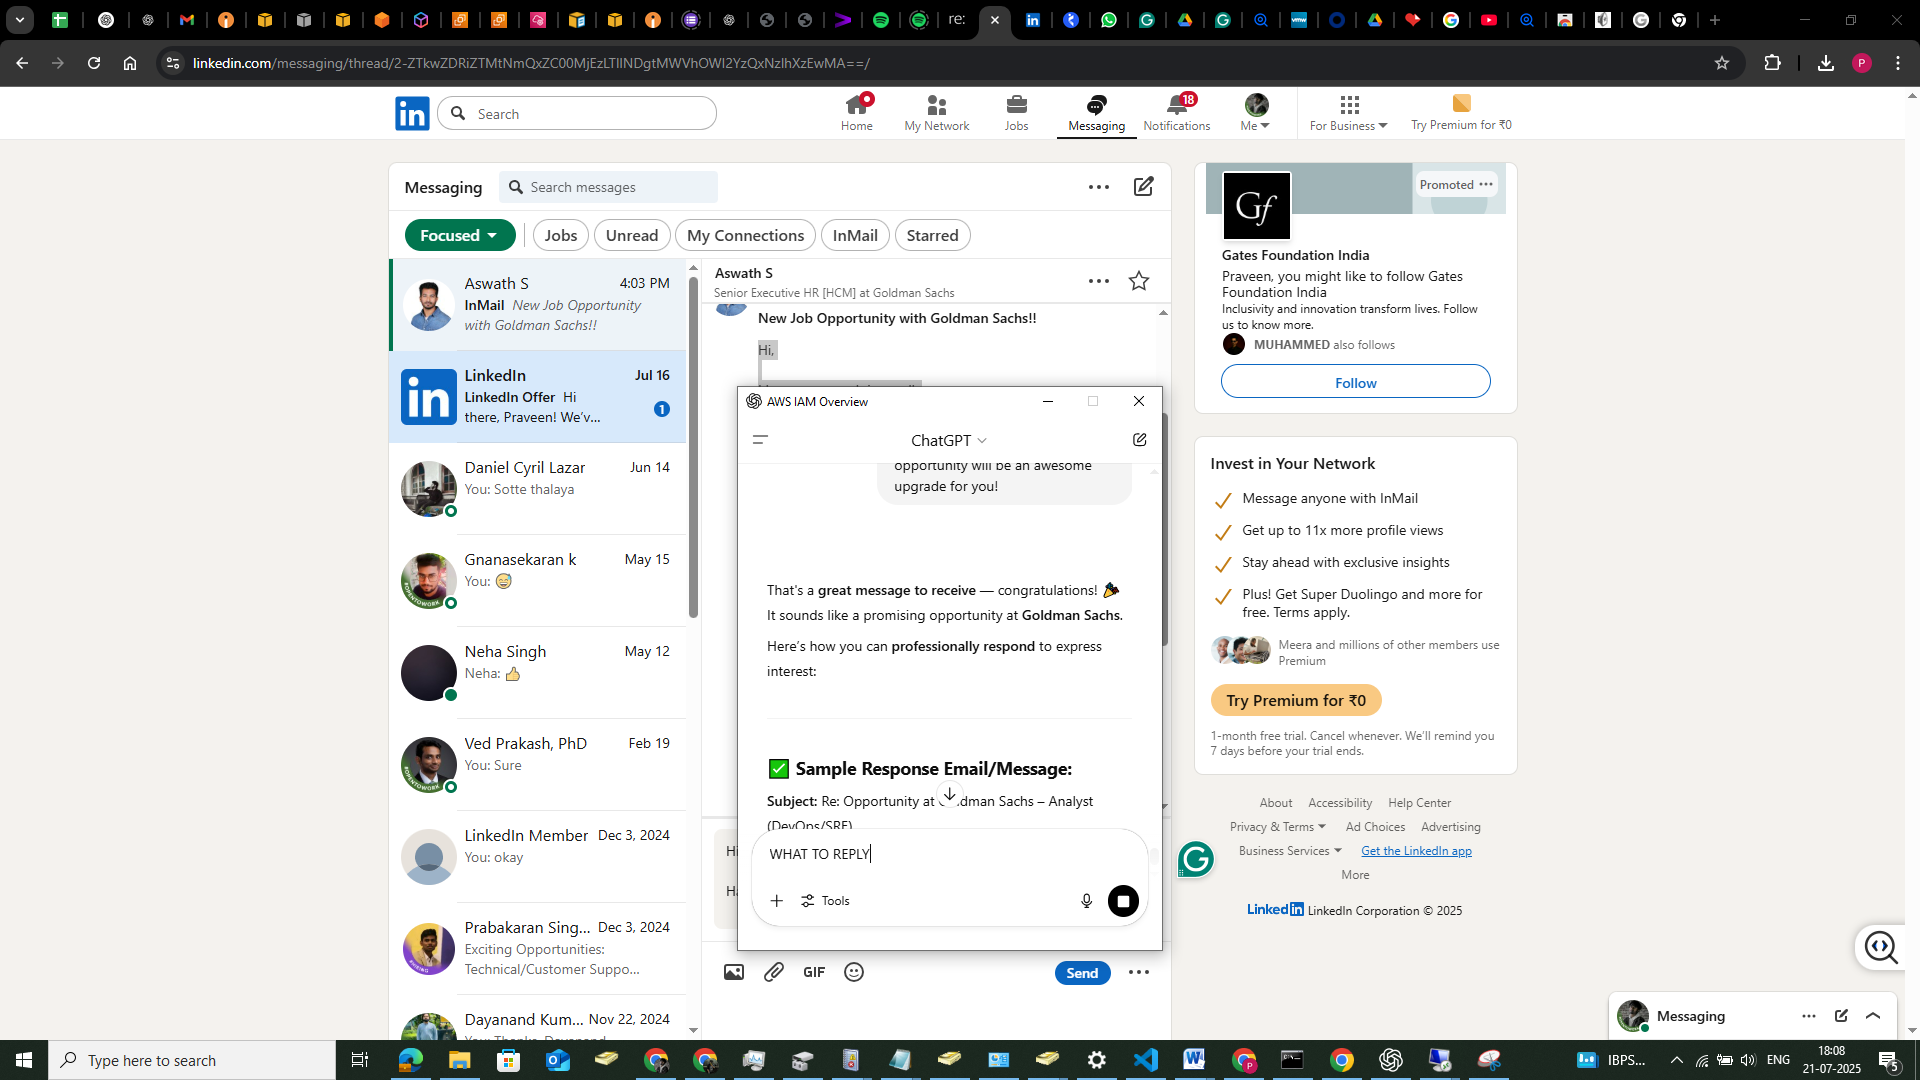 re:
linkedin.com/messaging/thread/2-ZTkwZDRiZTMtNmQxZC00MjEzLTllNDgtMWVhOWI2YzQxNzlhXzEwMA==/
P
in
Search
Home
My Network
Jobs
Messaging
18
Notifications
Me
For Business
Try Premium for ₹0
Messaging
Search messages
Focused
Jobs
Unread
My Connections
InMail
Starred
Aswath S
4:03 PM
InMail New Job Opportunity
with Goldman Sachs!!
LinkedIn
Jul 16
LinkedIn Offer Hi
there, Praveen! We'v...
1
Daniel Cyril Lazar
Jun 14
You: Sotte thalaya
Gnanasekaran k
May 15
You: 😅
Neha Singh
May 12
Neha: 👍
Ved Prakash, PhD
Feb 19
You: Sure
LinkedIn Member
Dec 3, 2024
You: okay
Prabakaran Sing...
Dec 3, 2024
Exciting Opportunities:
Technical/Customer Suppo...
Dayanand Kum...
Nov 22, 2024
Aswath S
Senior Executive HR [HCM] at Goldman Sachs
New Job Opportunity with Goldman Sachs!!
Hi,
AWS IAM Overview
ChatGPT
opportunity will be an awesome
upgrade for you!
That's a great message to receive — congratulations! 🎉
It sounds like a promising opportunity at Goldman Sachs.
Here's how you can professionally respond to express
interest:
✅ Sample Response Email/Message:
Subject: Re: Opportunity at Goldman Sachs – Analyst
(DevOps/SRE)
WHAT TO REPLY
Tools
GIF
Send
Gf
Promoted
Gates Foundation India
Praveen, you might like to follow Gates
Foundation India
Inclusivity and innovation transform lives. Follow
us to know more.
MUHAMMED also follows
Follow
Invest in Your Network
Message anyone with InMail
Get up to 11x more profile views
Stay ahead with exclusive insights
Plus! Get Super Duolingo and more for
free. Terms apply.
Meera and millions of other members use
Premium
Try Premium for ₹0
1-month free trial. Cancel whenever. We'll remind you
7 days before your trial ends.
About
Accessibility
Help Center
Privacy & Terms
Ad Choices
Advertising
Business Services
Get the LinkedIn app
More
LinkedIn LinkedIn Corporation © 2025
Messaging
Type here to search
IBPS...
ENG
18:08
21-07-2025
5